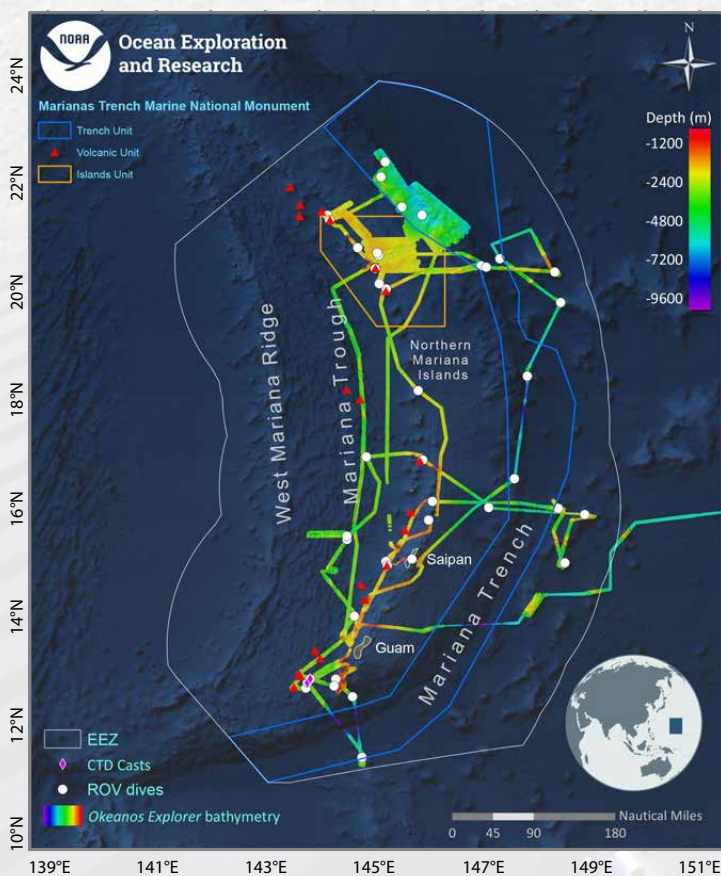 NOAA
Ocean Exploration
and Research
Marianas Trench Marine National Monument
Trench Unit
Volcanic Unit
Islands Unit
N
Depth (m)
-1200
-2400
-4800
-7200
-9600
24°N
22°N
20°N
18°N
16°N
14°N
12°N
10°N
West Mariana Ridge
Mariana Trough
Northern
Mariana
Islands
Saipan
Mariana Trench
Guam
EEZ
CTD Casts
ROV dives
Okeanos Explorer bathymetry
Nautical Miles
0 45 90 180
139°E 141°E 143°E 145°E 147°E 149°E 151°E